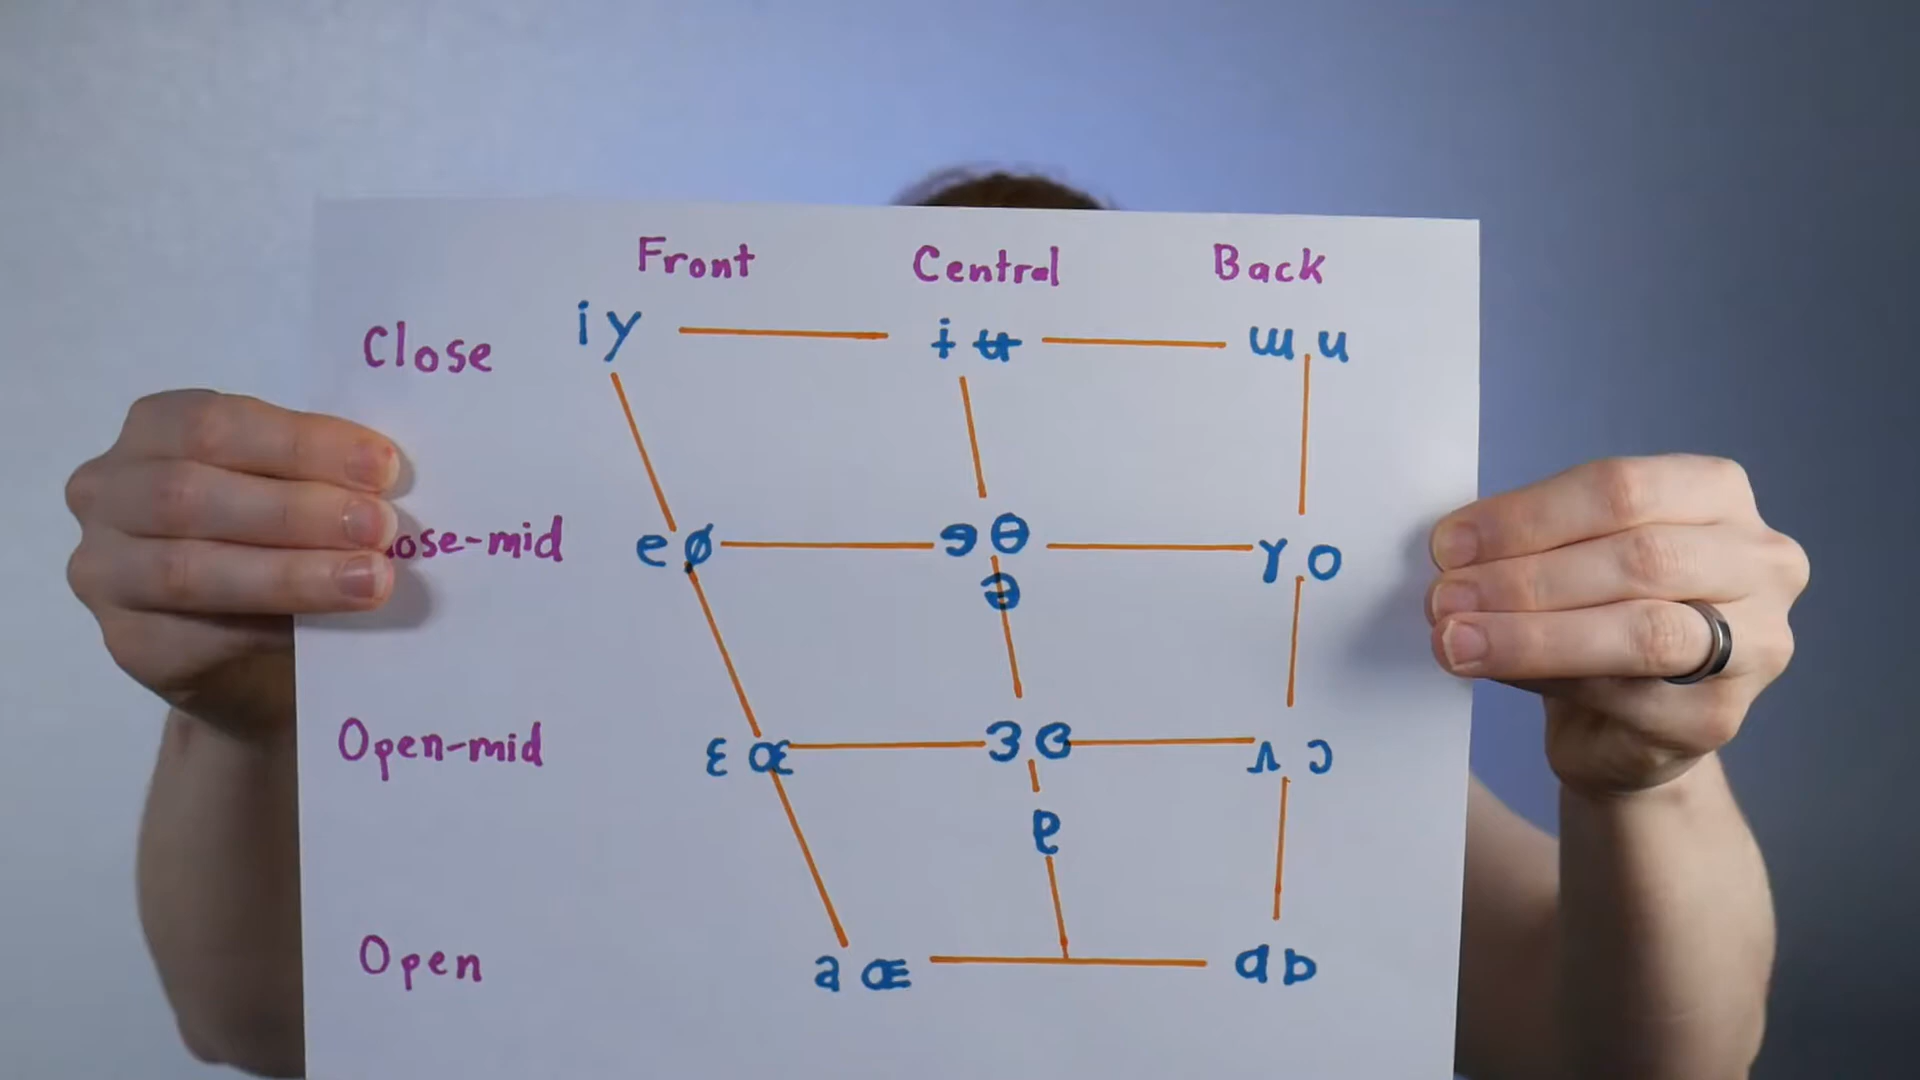 Front Central Back
Close i y ɨ ʉ ɯ u
ose-mid e ø ɘ ɵ ɤ o
ə
Open-mid ɛ œ ɜ ɞ ʌ ɔ
ɐ
Open a ɶ ɑ ɒ